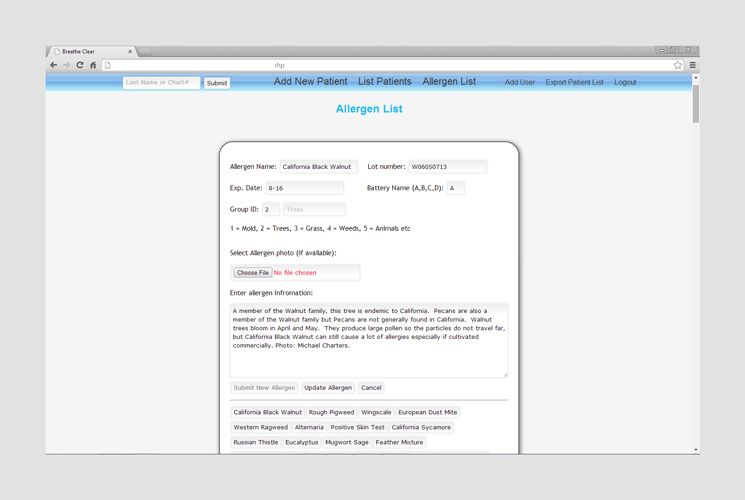 Breathe Clear
ihp
Last Name or Chart# Submit Add New Patient List Patients Allergen List Add User Export Patient List Logout
Allergen List
Allergen Name: California Black Walnut Lot number: W06050713
Exp. Date: 8-16 Battery Name (A,B,C,D): A
Group ID: 2 Trees
1 = Mold, 2 = Trees, 3 = Grass, 4 = Weeds, 5 = Animals etc
Select Allergen photo (if available):
Choose File No file chosen
Enter allergen Infromation:
A member of the Walnut family, this tree is endemic to California. Pecans are also a
member of the Walnut family but Pecans are not generally found in California. Walnut
trees bloom in April and May. They produce large pollen so the particles do not travel far,
but California Black Walnut can still cause a lot of allergies especially if cultivated
commercially. Photo: Michael Charters.
Submit New Allergen Update Allergen Cancel
California Black Walnut Rough Pigweed Wingscale European Dust Mite
Western Ragweed Alternaria Positive Skin Test California Sycamore
Russian Thistle Eucalyptus Mugwort Sage Feather Mixture